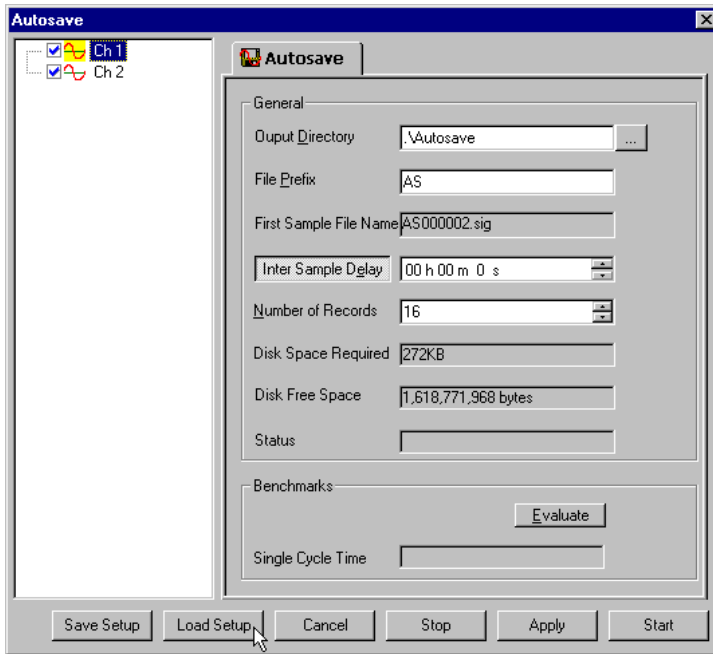 Autosave
Ch 1
Ch 2
Autosave
General
Ouput Directory
.\Autosave
...
File Prefix
AS
First Sample File Name
AS000002.sig
Inter Sample Delay
00 h 00 m 0 s
Number of Records
16
Disk Space Required
272KB
Disk Free Space
1,618,771,968 bytes
Status
Benchmarks
Evaluate
Single Cycle Time
Save Setup
Load Setup
Cancel
Stop
Apply
Start